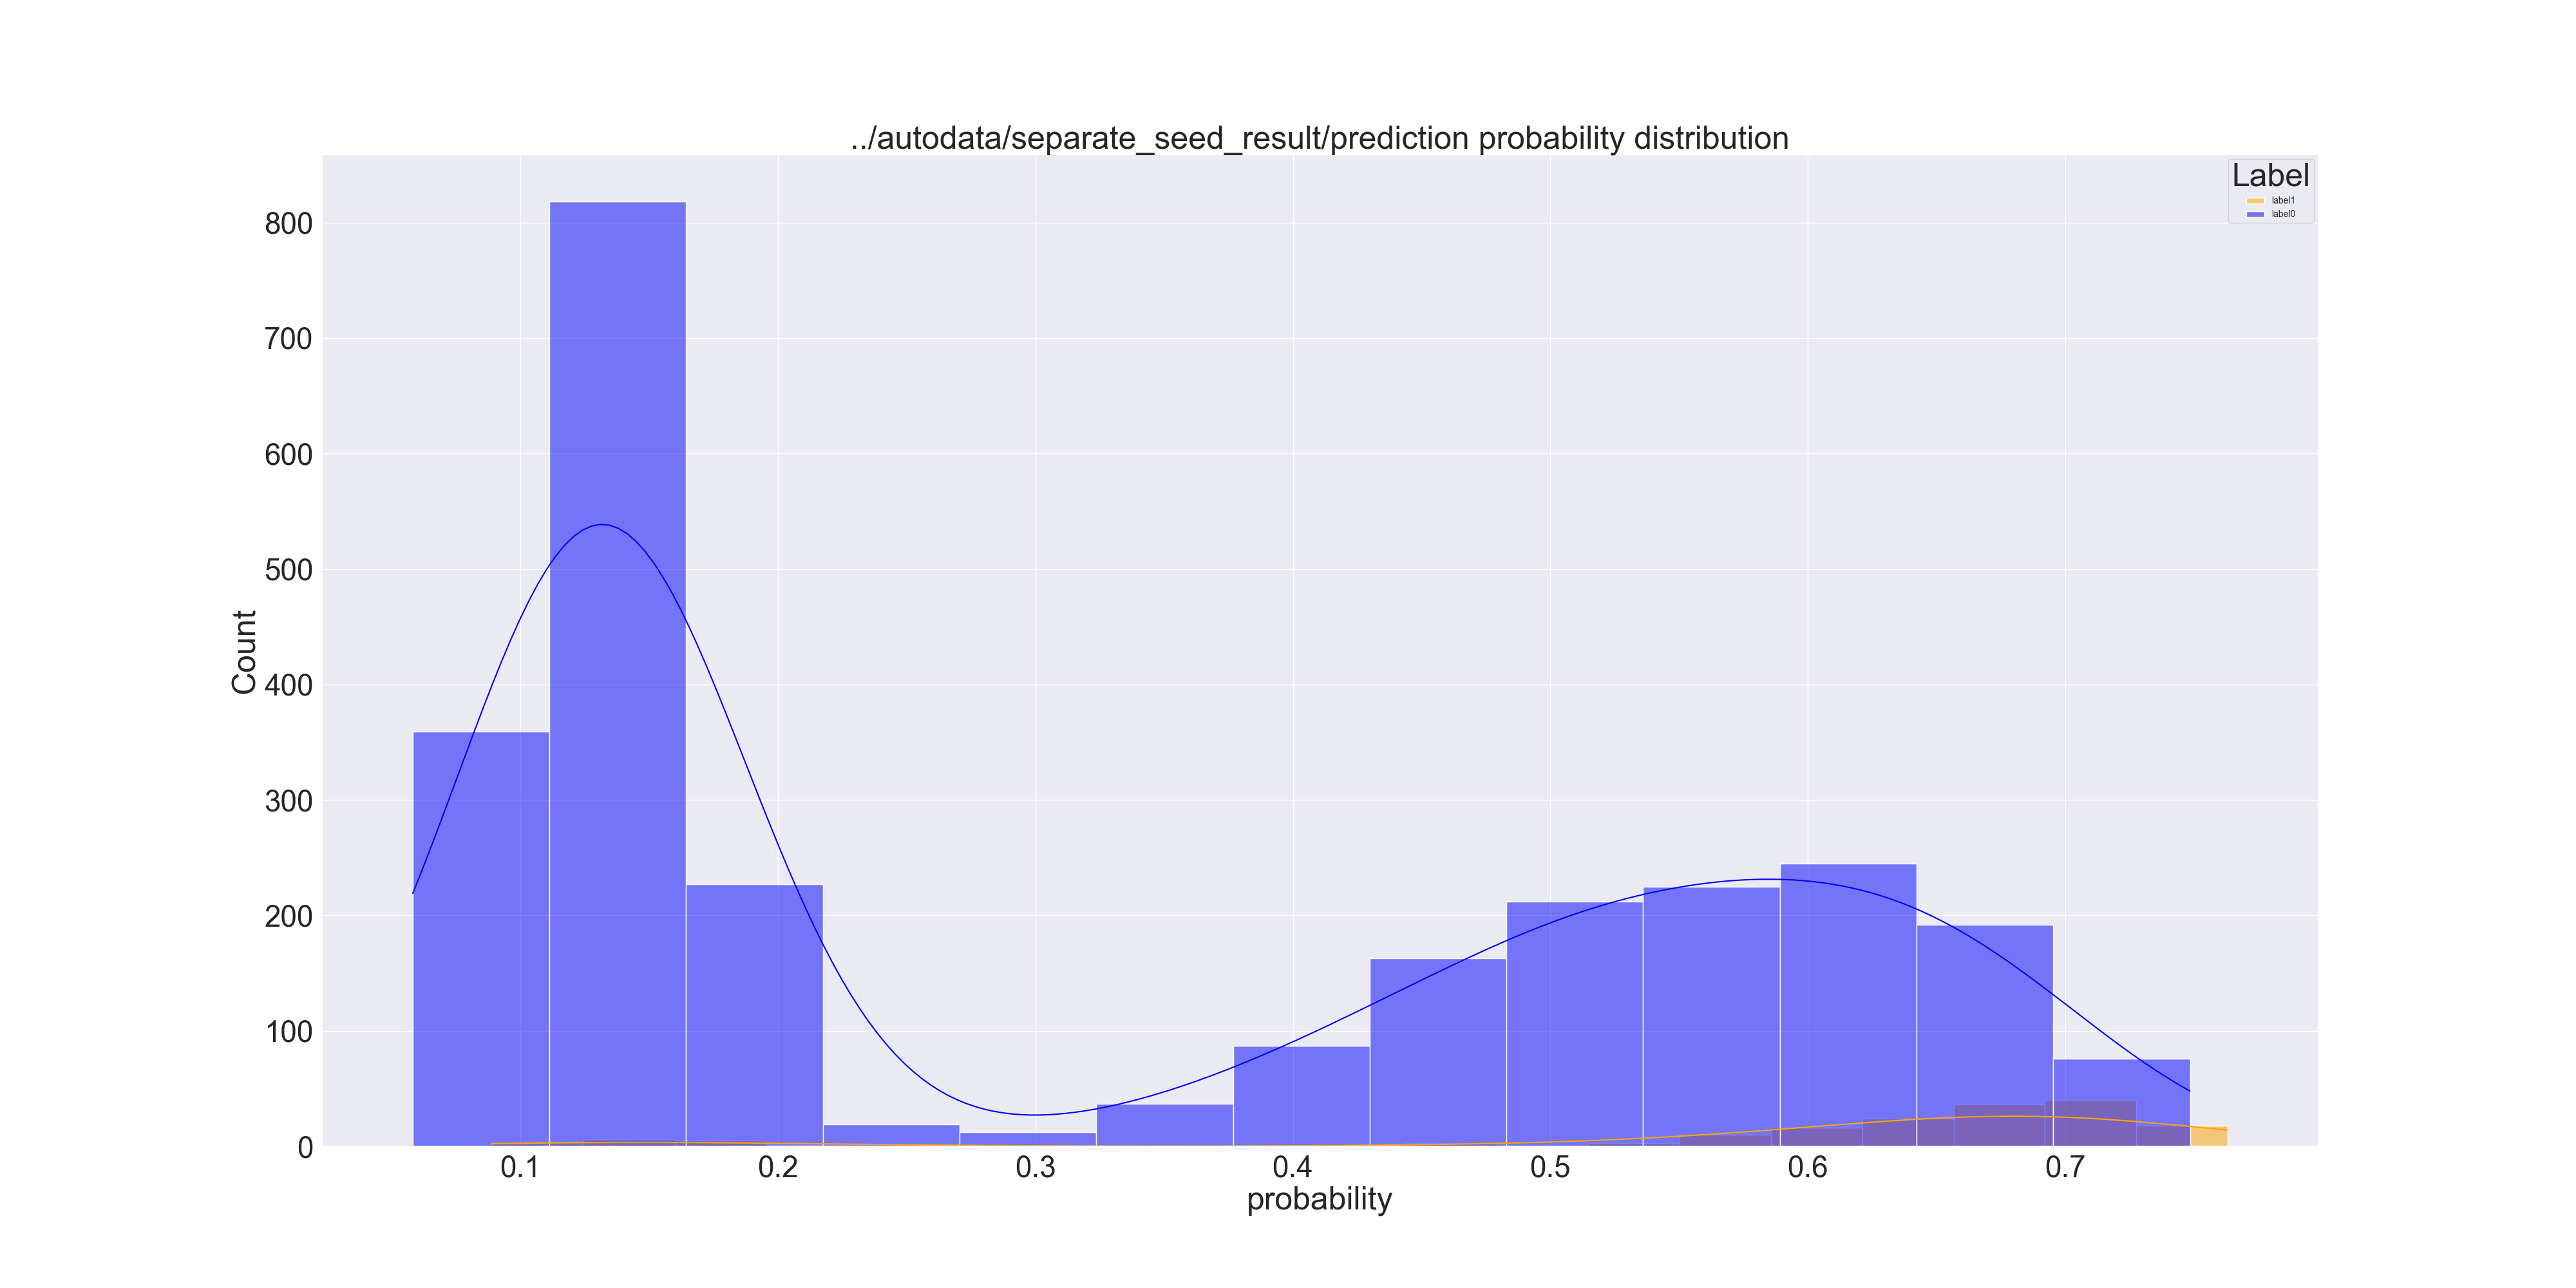 ../autodata/separate_seed_result/prediction probability distribution
Label
label1
label0
800
700
600
500
400
300
200
100
0
Count
0.1 0.2 0.3 0.4 0.5 0.6 0.7
probability